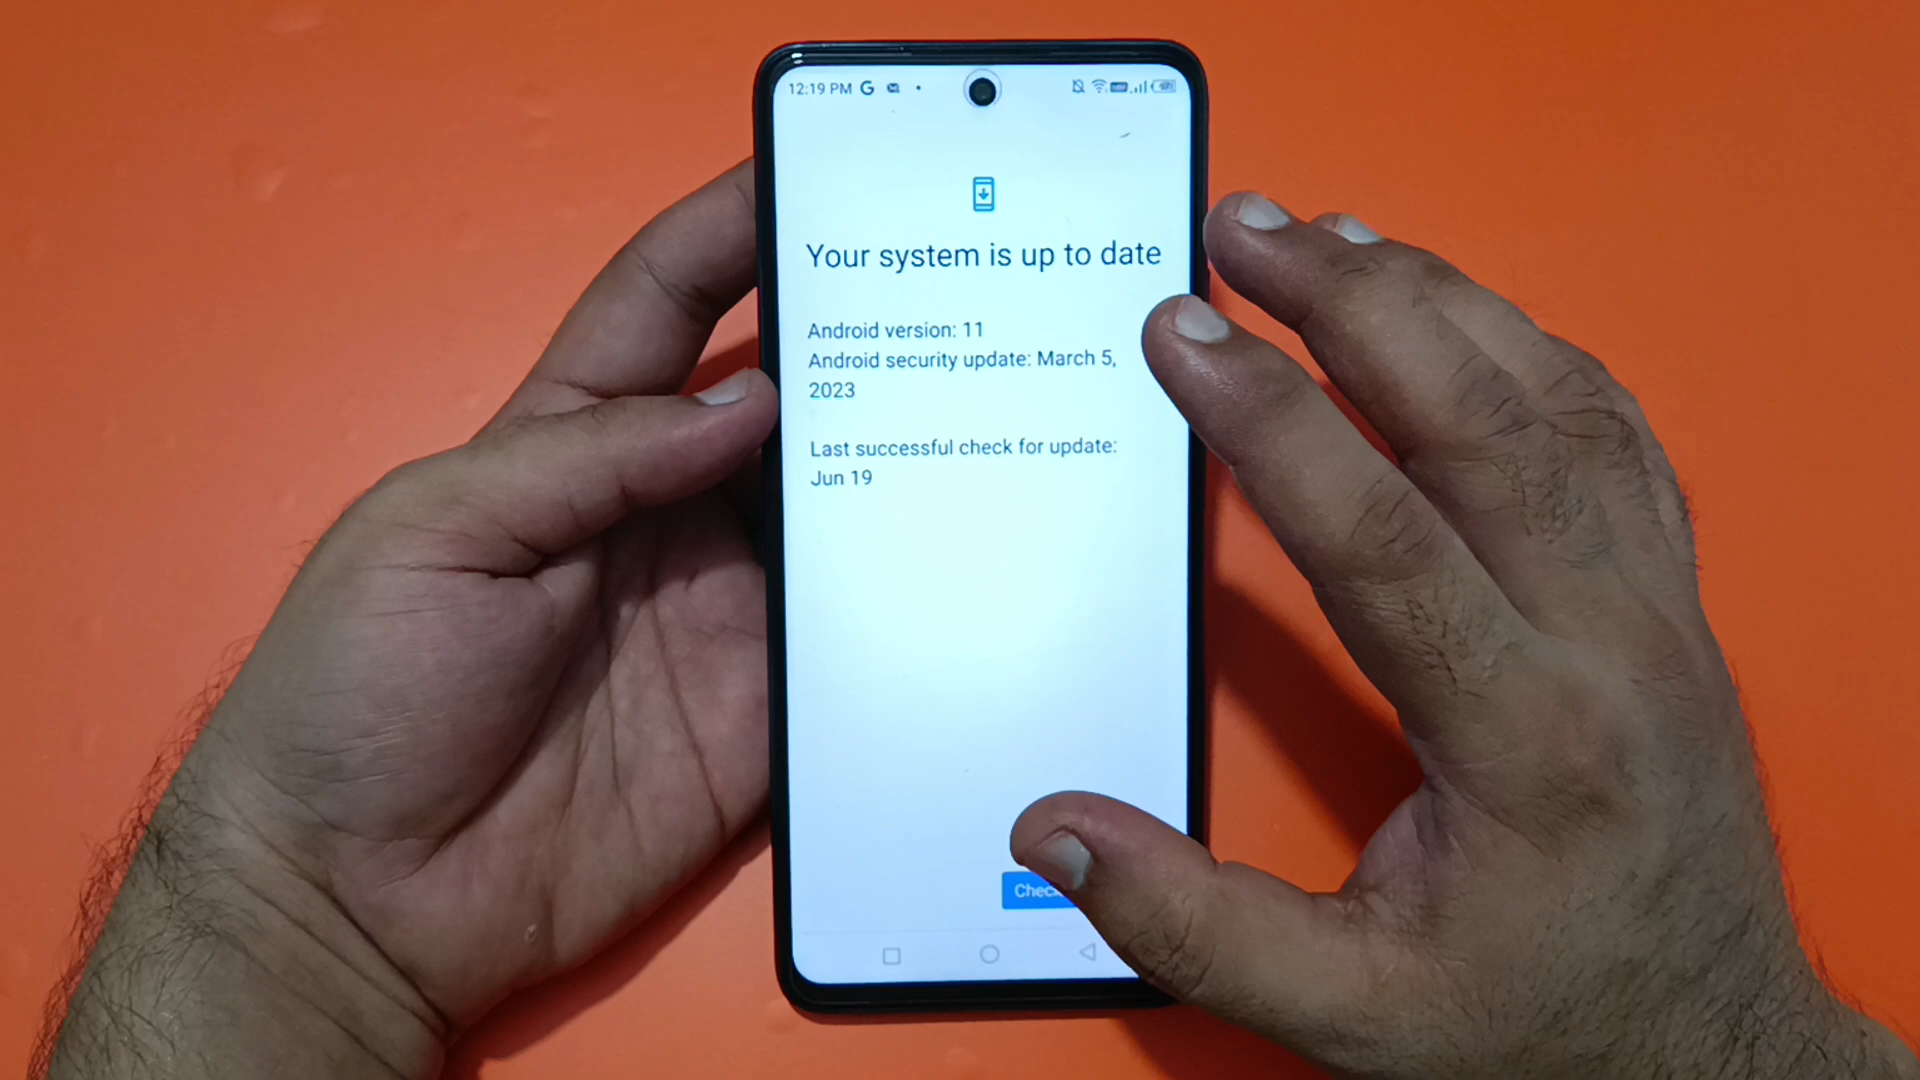 12:19 PM G
Your system is up to date
Android version: 11
Android security update: March 5,
2023
Last successful check for update:
Jun 19
Check